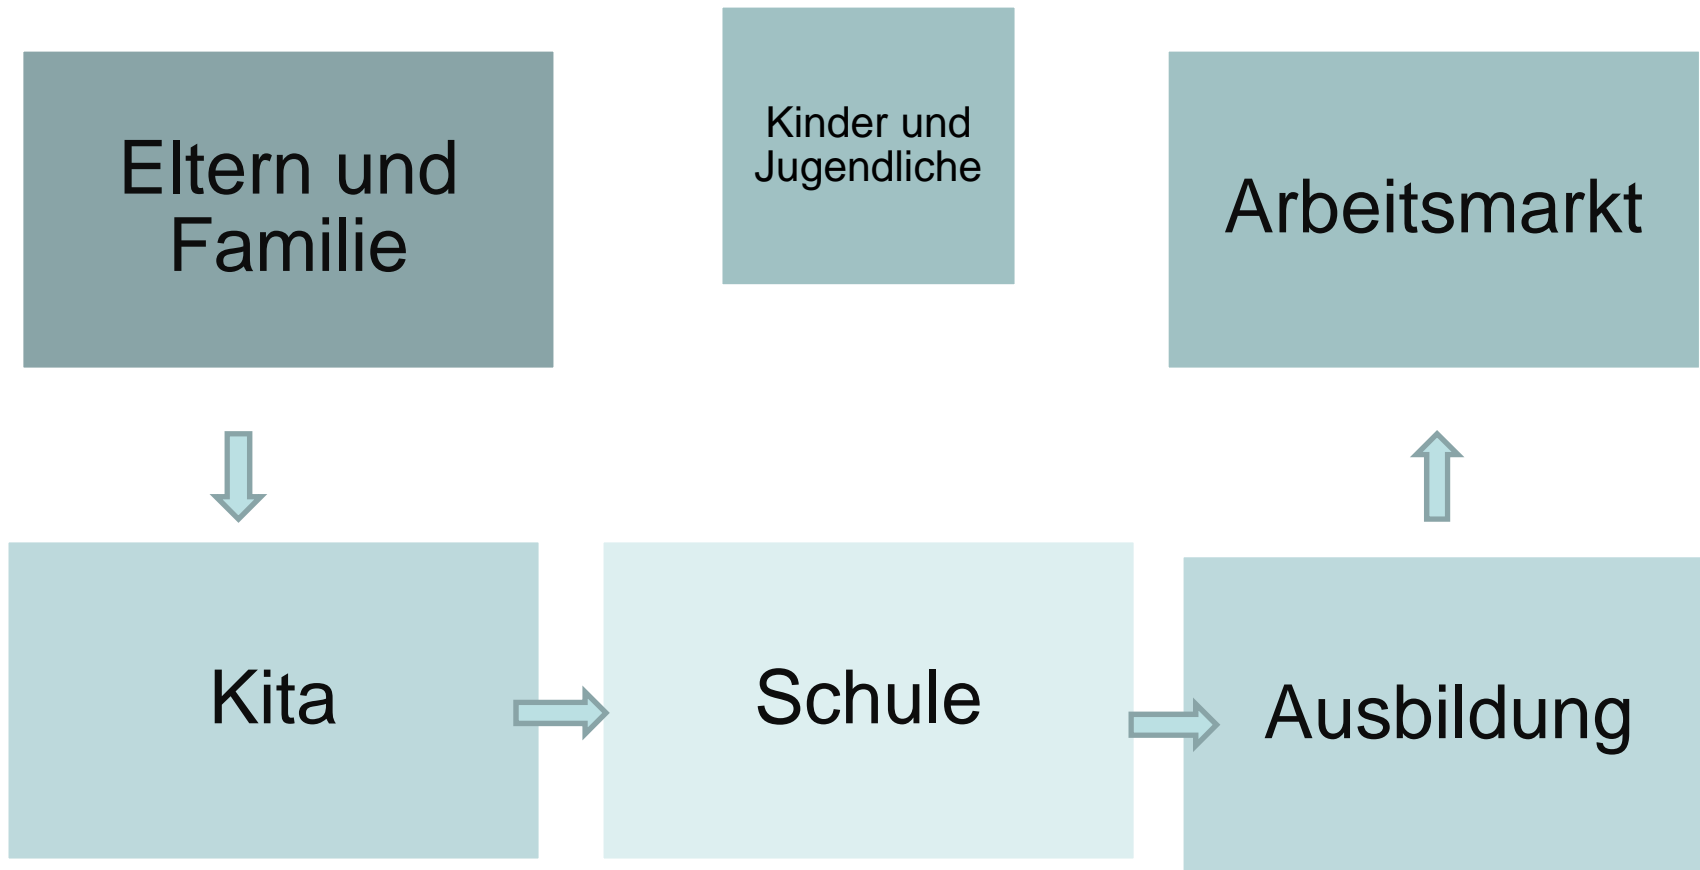 Eltern und
Familie
Kinder und
Jugendliche
Arbeitsmarkt
Kita
Schule
Ausbildung